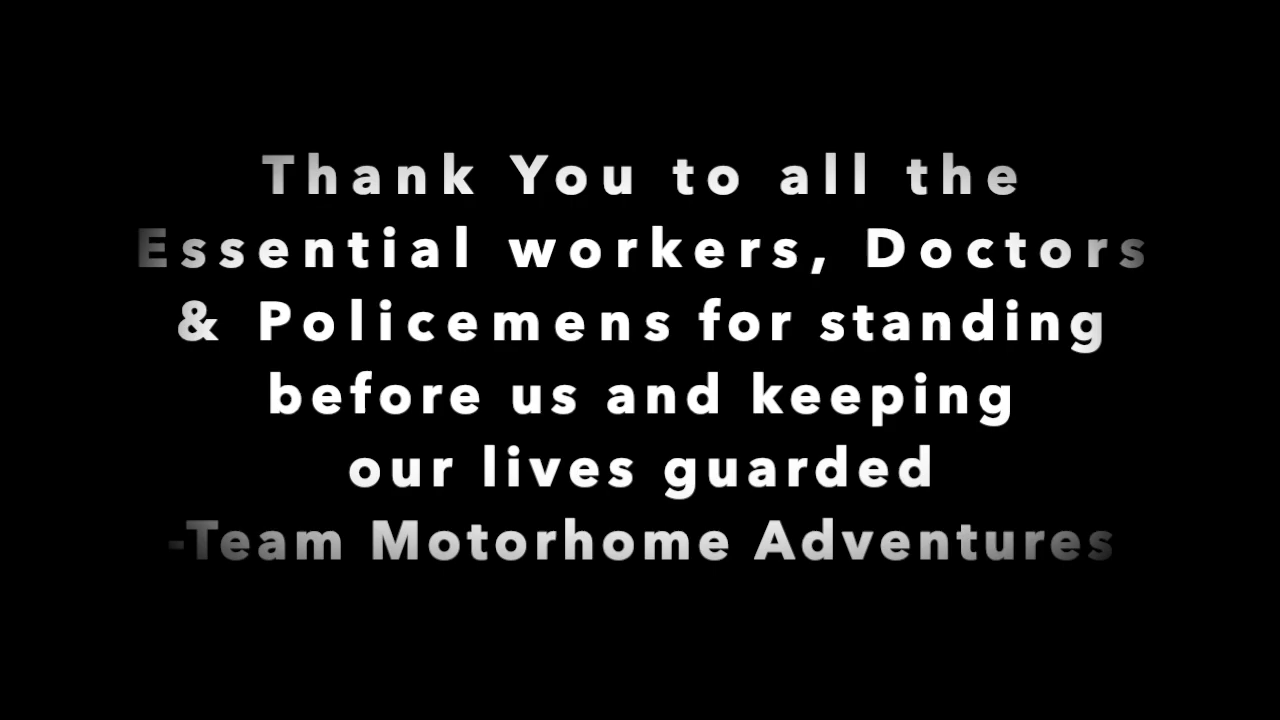 Thank You to all the
Essential workers, Doctors
& Policemens for standing
before us and keeping
our lives guarded
-Team Motorhome Adventures